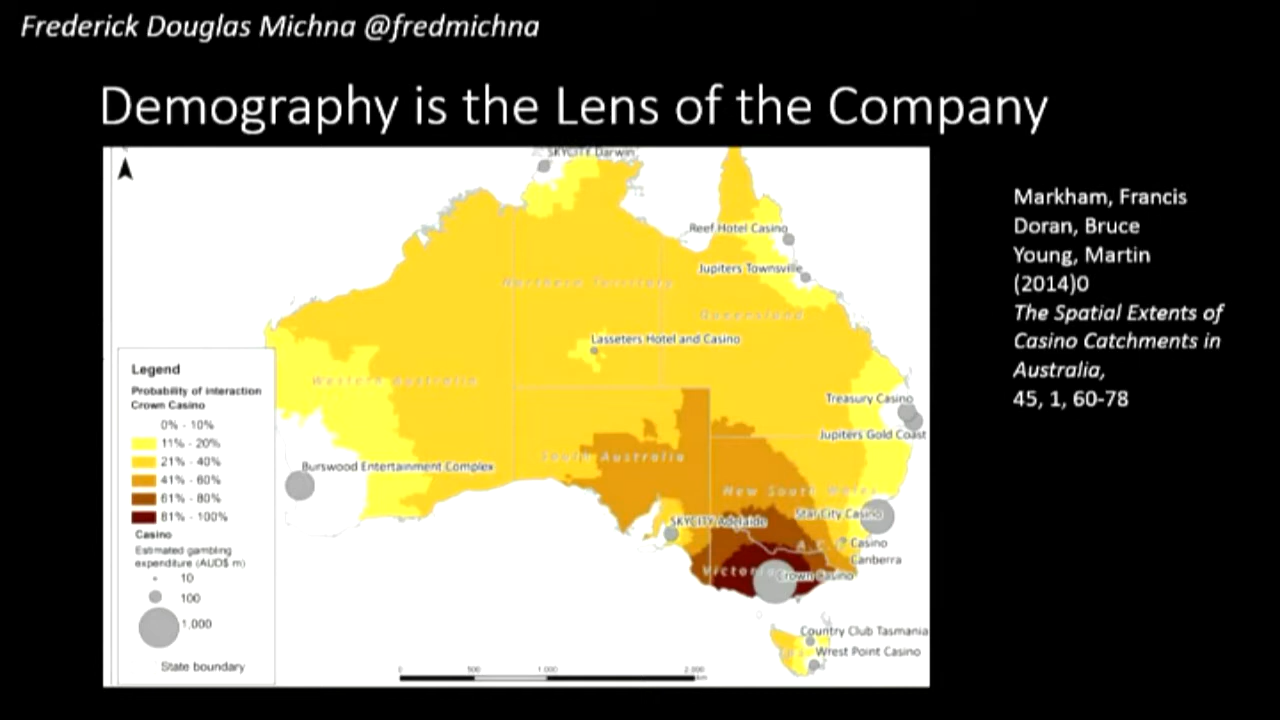 Frederick Douglas Michna @fredmichna
Demography is the Lens of the Company
SKYCITY Darwin
Reef Hotel Casino
Jupiters Townsville
Northern Territory
Queensland
Lasseters Hotel and Casino
Western Australia
Treasury Casino
Jupiters Gold Coast
South Australia
Burswood Entertainment Complex
New South Wales
Star City Casino
SKYCITY Adelaide
A.C.T
Casino
Canberra
Victoria
Crown Casino
Country Club Tasmania
Wrest Point Casino
Legend
Probability of interaction
Crown Casino
0% - 10%
11% - 20%
21% - 40%
41% - 60%
61% - 80%
81% - 100%
Casino
Estimated gambling
expenditure (AUD$ m)
10
100
1,000
State boundary
0 500 1,000 2,000
km
Markham, Francis
Doran, Bruce
Young, Martin
(2014)0
The Spatial Extents of
Casino Catchments in
Australia,
45, 1, 60-78